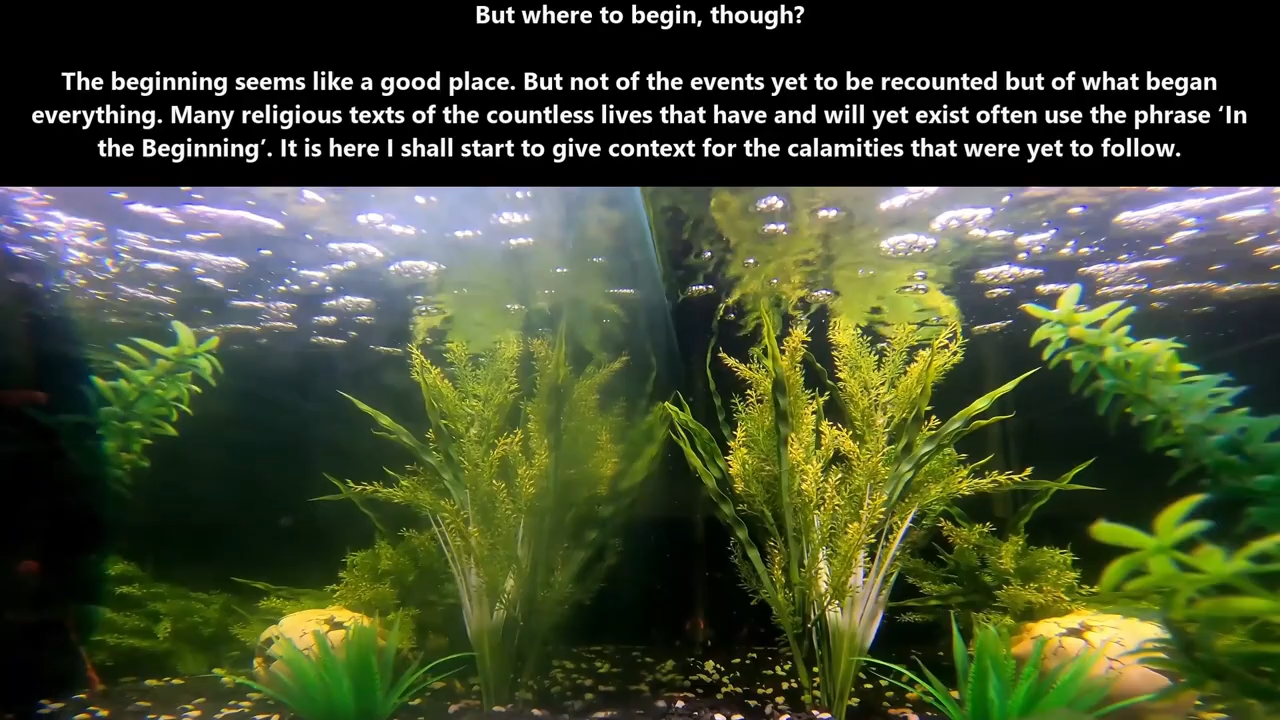 But where to begin, though?
The beginning seems like a good place. But not of the events yet to be recounted but of what began
everything. Many religious texts of the countless lives that have and will yet exist often use the phrase ‘In
the Beginning’. It is here I shall start to give context for the calamities that were yet to follow.